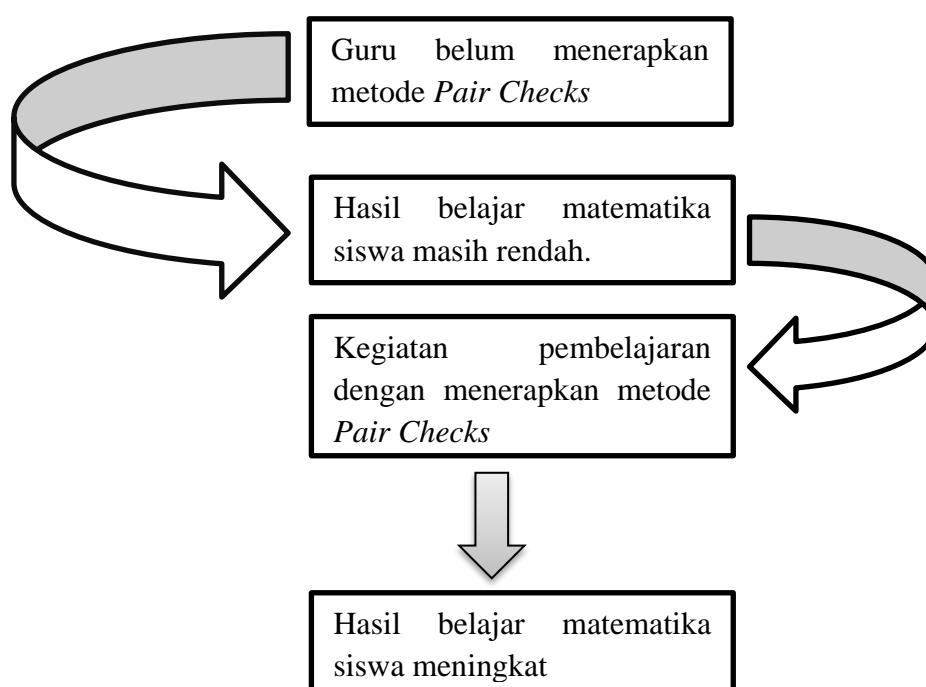 Guru belum menerapkan
metode Pair Checks
Hasil belajar matematika
siswa masih rendah.
Kegiatan pembelajaran
dengan menerapkan metode
Pair Checks
Hasil belajar matematika
siswa meningkat